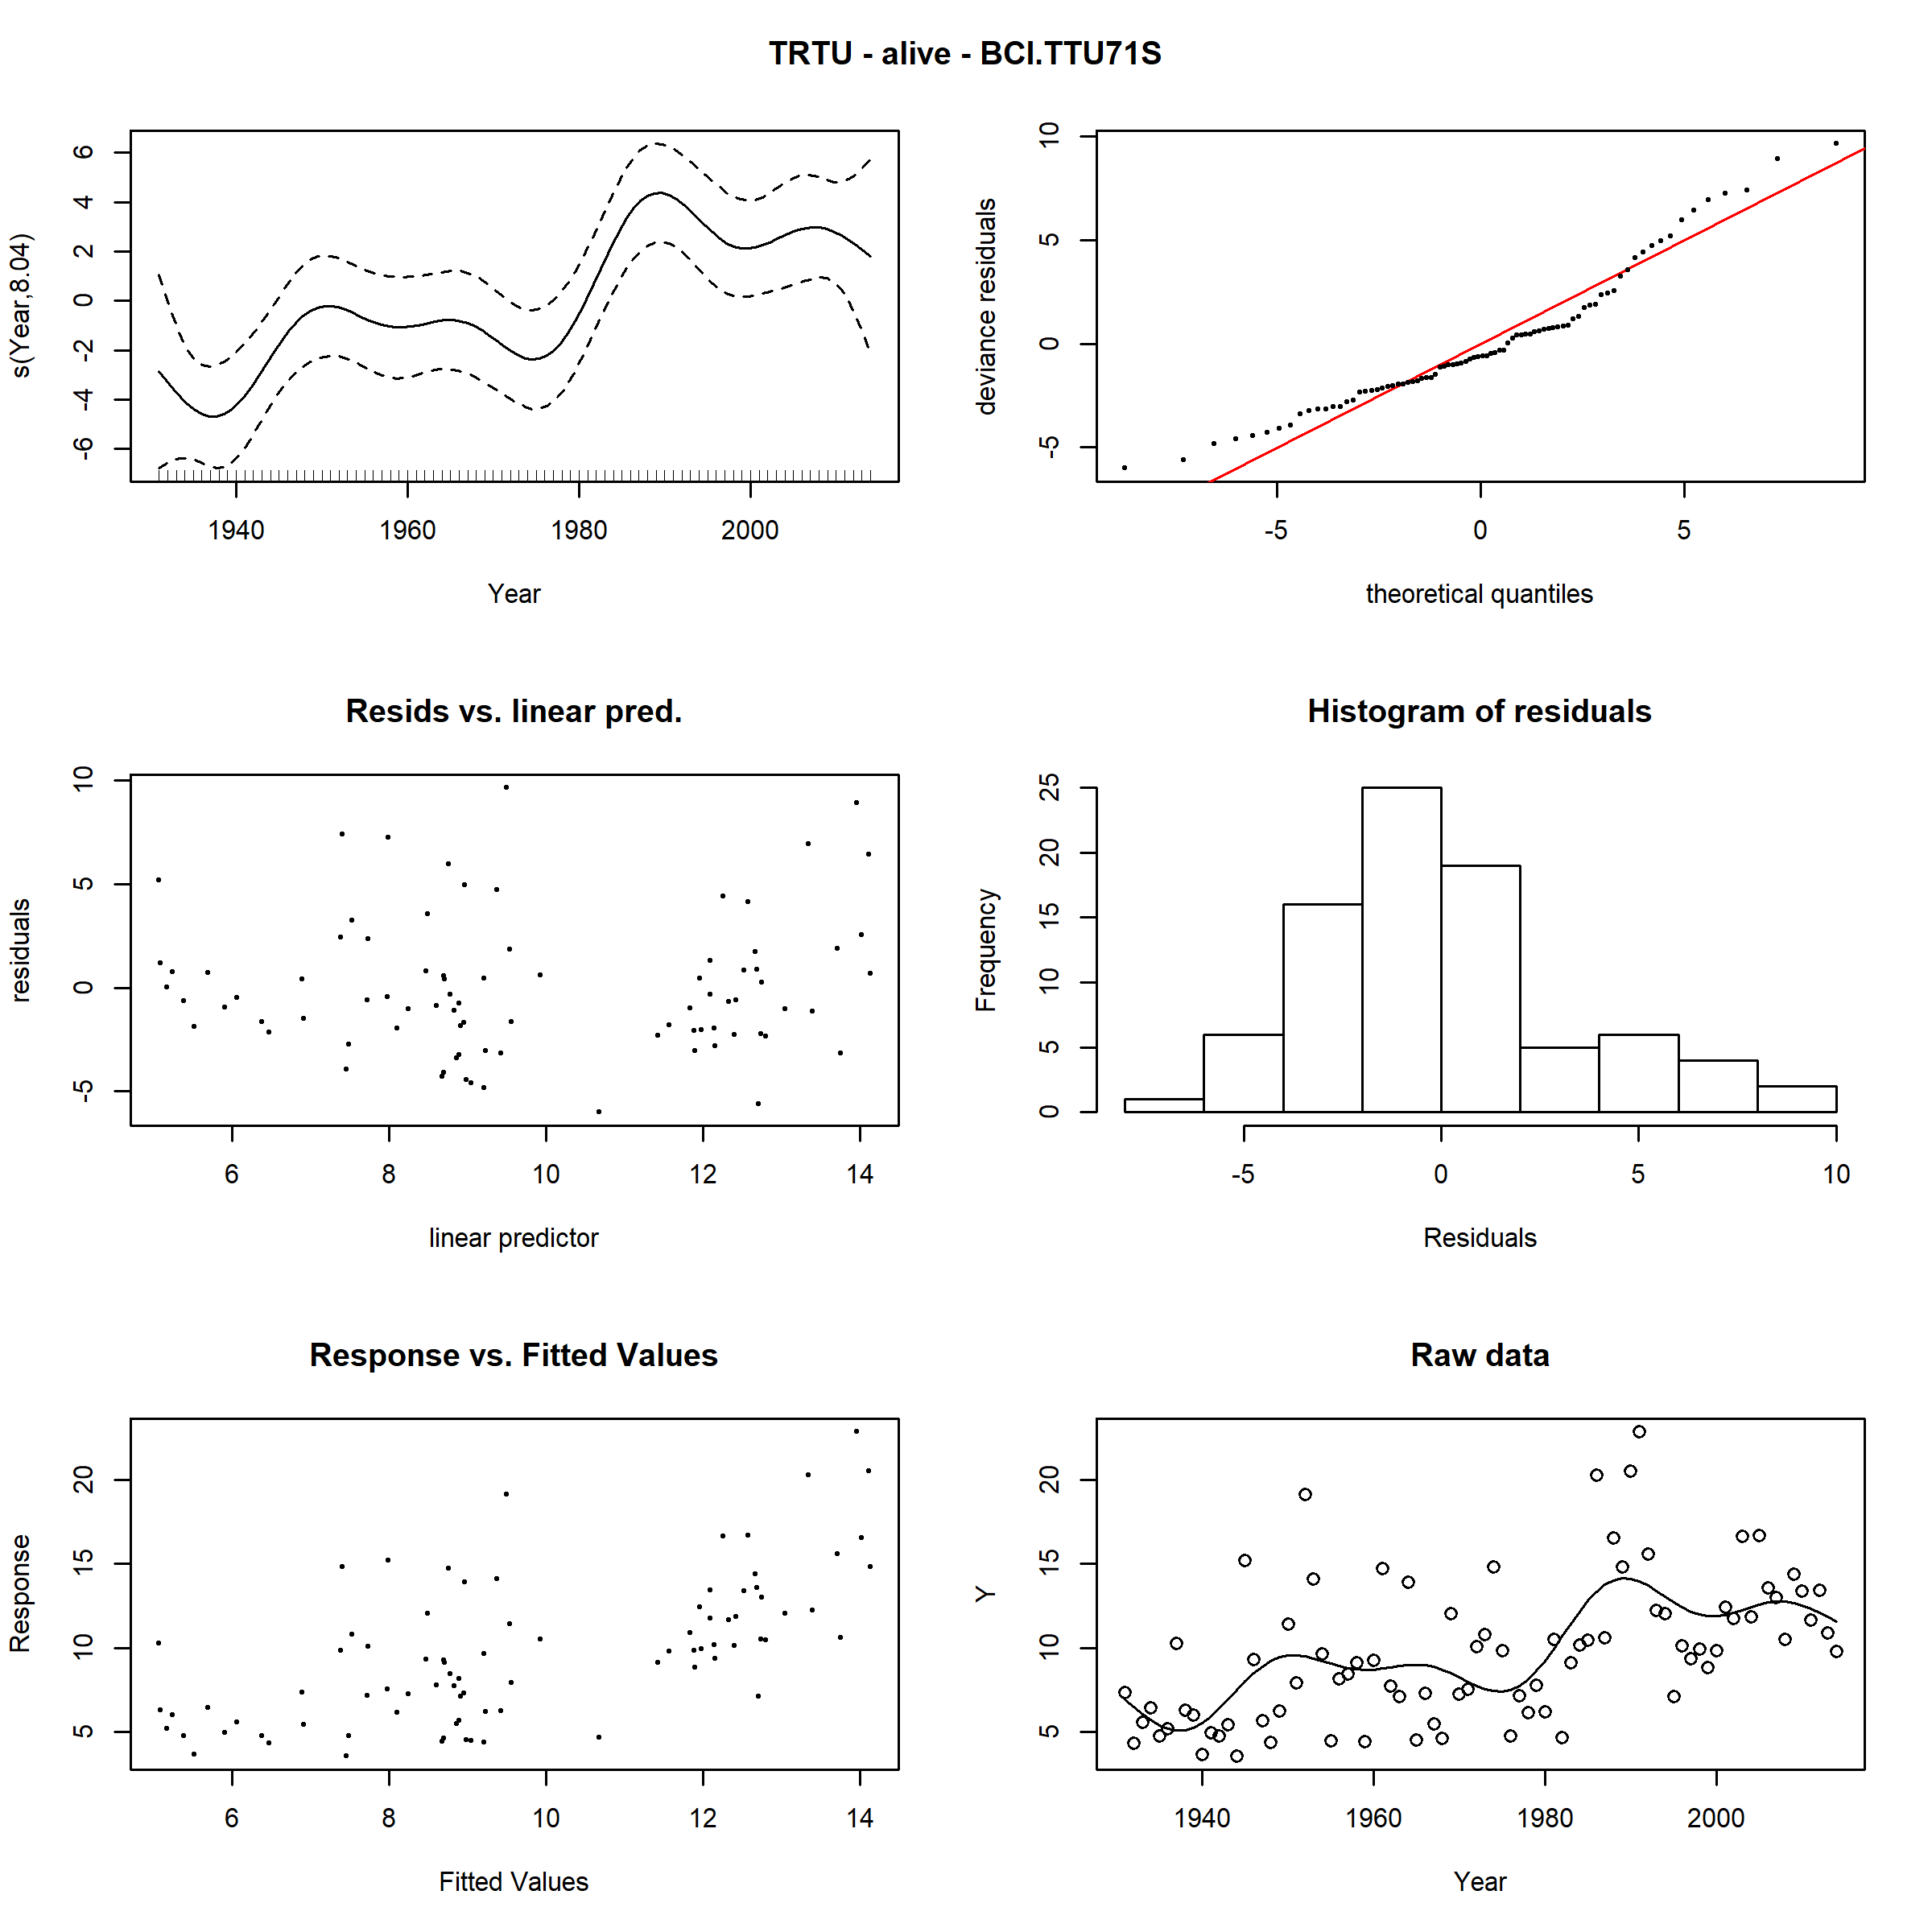 TRTU - alive - BCI.TTU71S
s(Year,8.04)
6
4
2
0
-2
-4
-6
1940 1960 1980 2000
Year
deviance residuals
10
5
0
-5
-5 0 5
theoretical quantiles
Resids vs. linear pred.
residuals
10
5
0
-5
6 8 10 12 14
linear predictor
Histogram of residuals
Frequency
25
20
15
10
5
0
-5 0 5 10
Residuals
Response vs. Fitted Values
Response
20
15
10
5
6 8 10 12 14
Fitted Values
Raw data
Y
20
15
10
5
1940 1960 1980 2000
Year